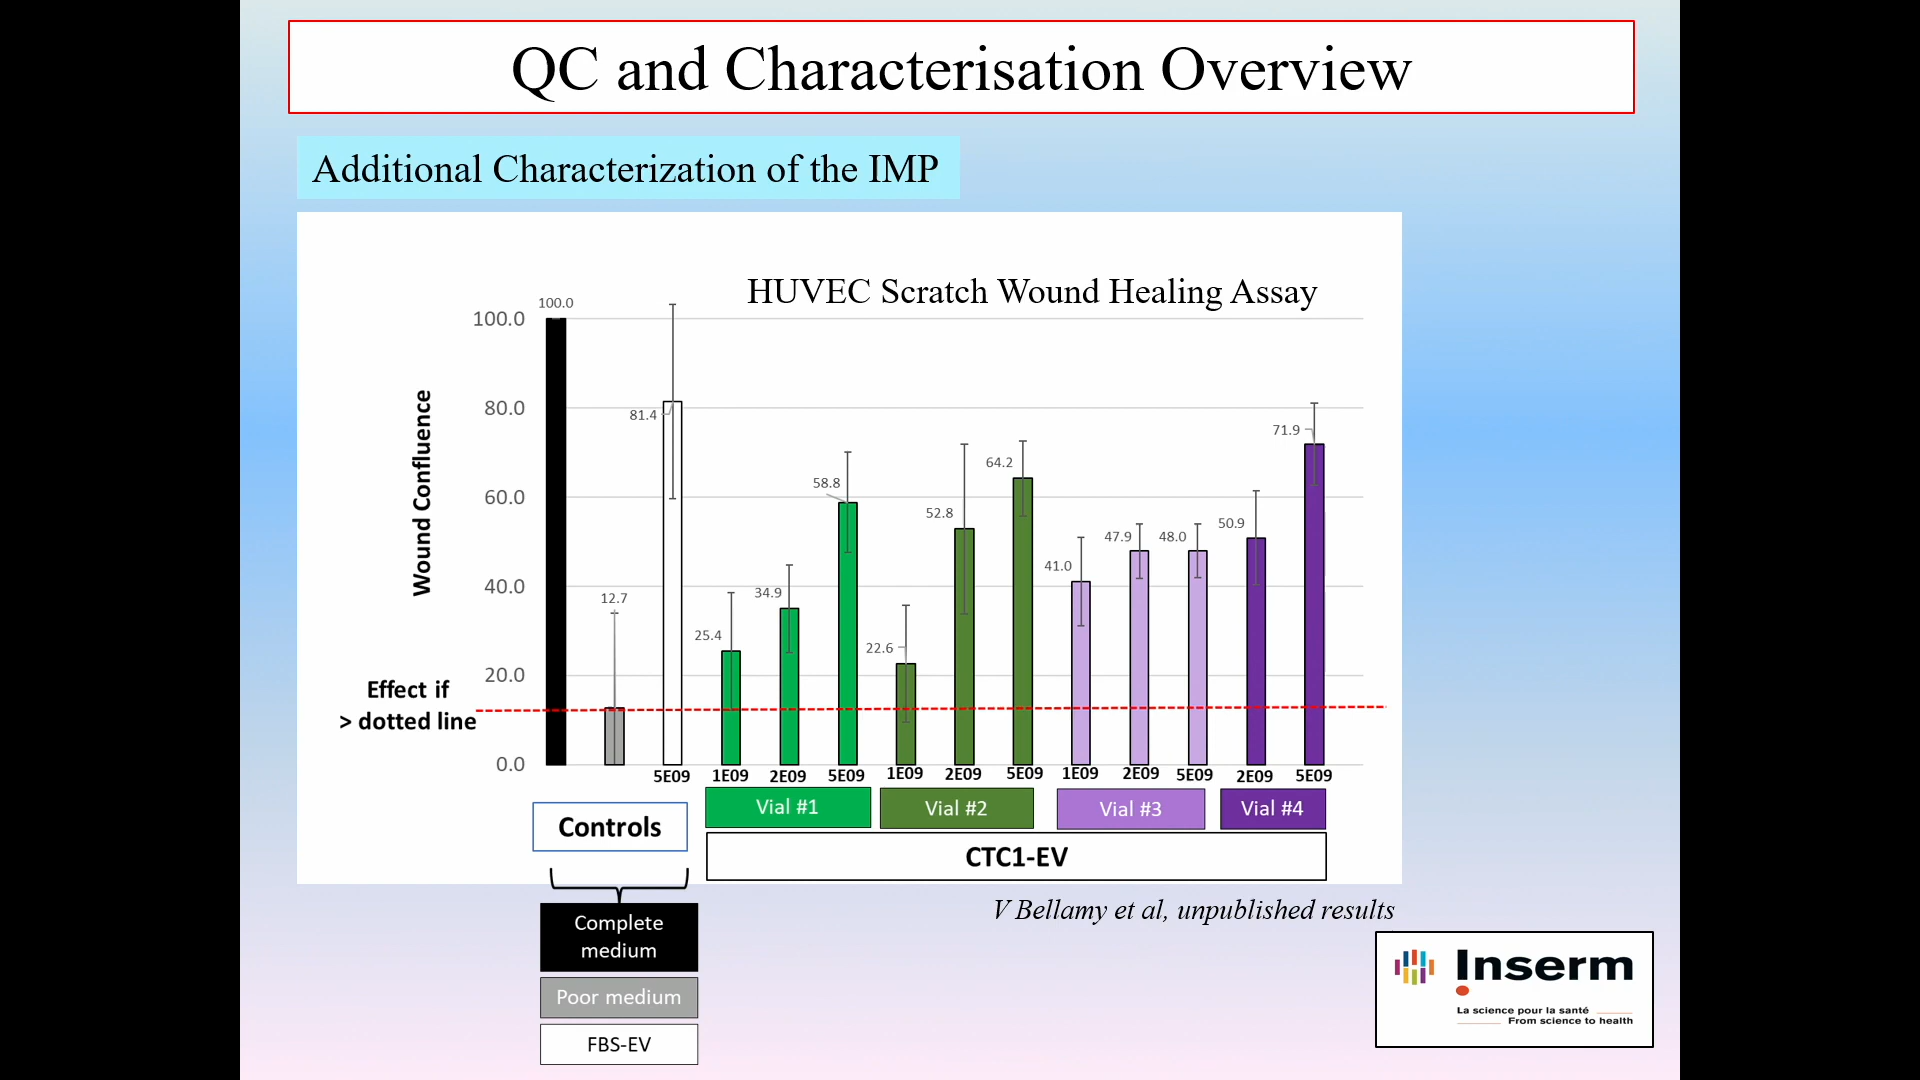 QC and Characterisation Overview
Additional Characterization of the IMP
HUVEC Scratch Wound Healing Assay
Wound Confluence
100.0
80.0
60.0
40.0
20.0
0.0
Effect if
> dotted line
100.0
12.7
81.4
25.4
34.9
58.8
22.6
52.8
64.2
41.0
47.9
48.0
50.9
71.9
5E09 1E09 2E09 5E09 1E09 2E09 5E09 1E09 2E09 5E09 2E09 5E09
Vial #1 Vial #2 Vial #3 Vial #4
Controls
CTC1-EV
Complete
medium
Poor medium
FBS-EV
V Bellamy et al, unpublished results
Inserm
La science pour la santé
From science to health